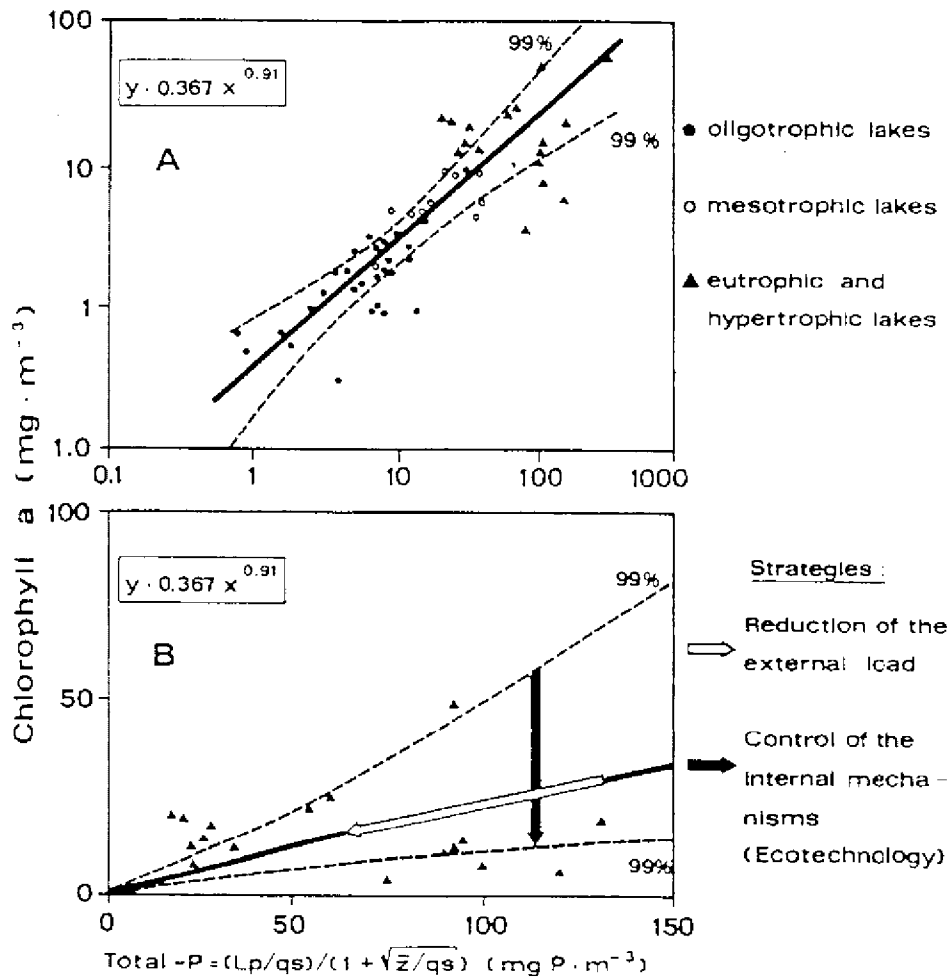 100
99%
y · 0.367 x 0.91
A
99%
10
1
1.0
0.1 1 10 100 1000
oligotrophic lakes
mesotrophic lakes
eutrophic and
hypertrophic lakes
Chlorophyll a (mg · m⁻³)
100
y · 0.367 x 0.91
99%
B
50
99%
0
0 50 100 150
Total -P = (Lp/qs)/(1 + √z̄/qs) (mg P · m⁻³)
Strategies :
Reduction of the
external load
Control of the
internal mecha -
nisms
(Ecotechnology)